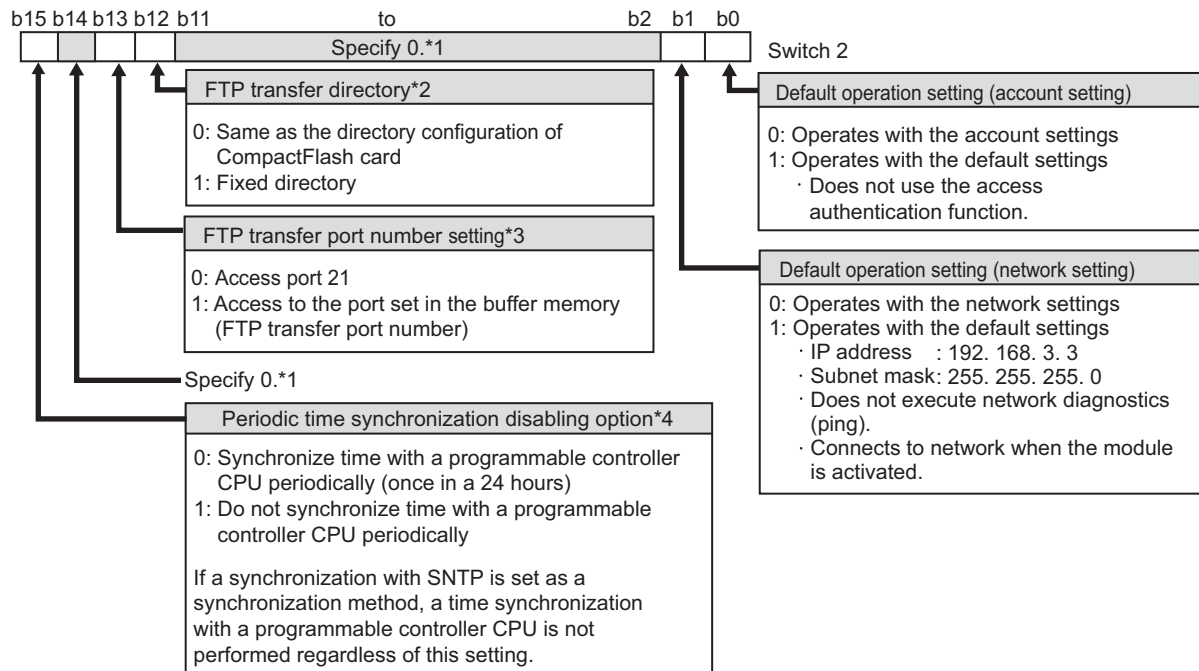 b15 b14 b13 b12 b11 to b2 b1 b0
Specify 0.*1
Switch 2
FTP transfer directory*2
0: Same as the directory configuration of
CompactFlash card
1: Fixed directory
FTP transfer port number setting*3
0: Access port 21
1: Access to the port set in the buffer memory
(FTP transfer port number)
Specify 0.*1
Periodic time synchronization disabling option*4
0: Synchronize time with a programmable controller
CPU periodically (once in a 24 hours)
1: Do not synchronize time with a programmable
controller CPU periodically
If a synchronization with SNTP is set as a
synchronization method, a time synchronization
with a programmable controller CPU is not
performed regardless of this setting.
Default operation setting (account setting)
0: Operates with the account settings
1: Operates with the default settings
· Does not use the access
authentication function.
Default operation setting (network setting)
0: Operates with the network settings
1: Operates with the default settings
· IP address : 192. 168. 3. 3
· Subnet mask: 255. 255. 255. 0
· Does not execute network diagnostics
(ping).
· Connects to network when the module
is activated.